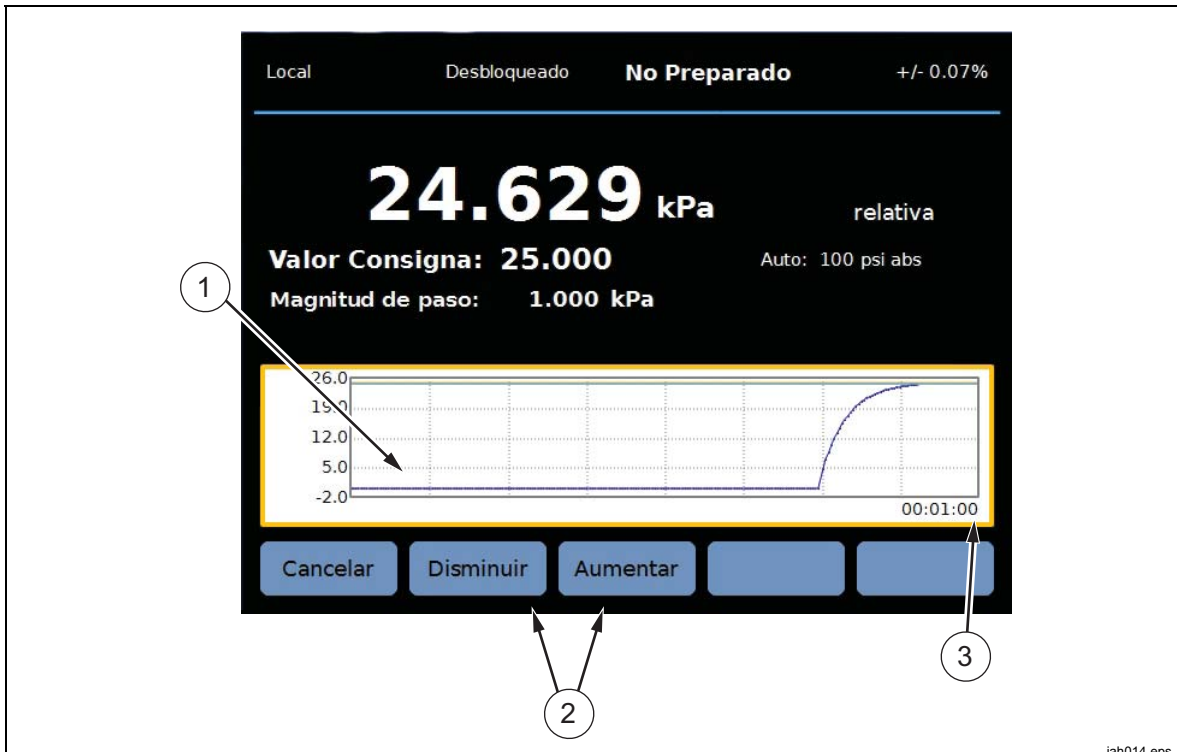 Local Desbloqueado No Preparado +/- 0.07%
24.629 kPa relativa
Valor Consigna: 25.000 Auto: 100 psi abs
Magnitud de paso: 1.000 kPa
1
26.0
19.0
12.0
5.0
-2.0
00:01:00
Cancelar Disminuir Aumentar
3
2
iah014.eps